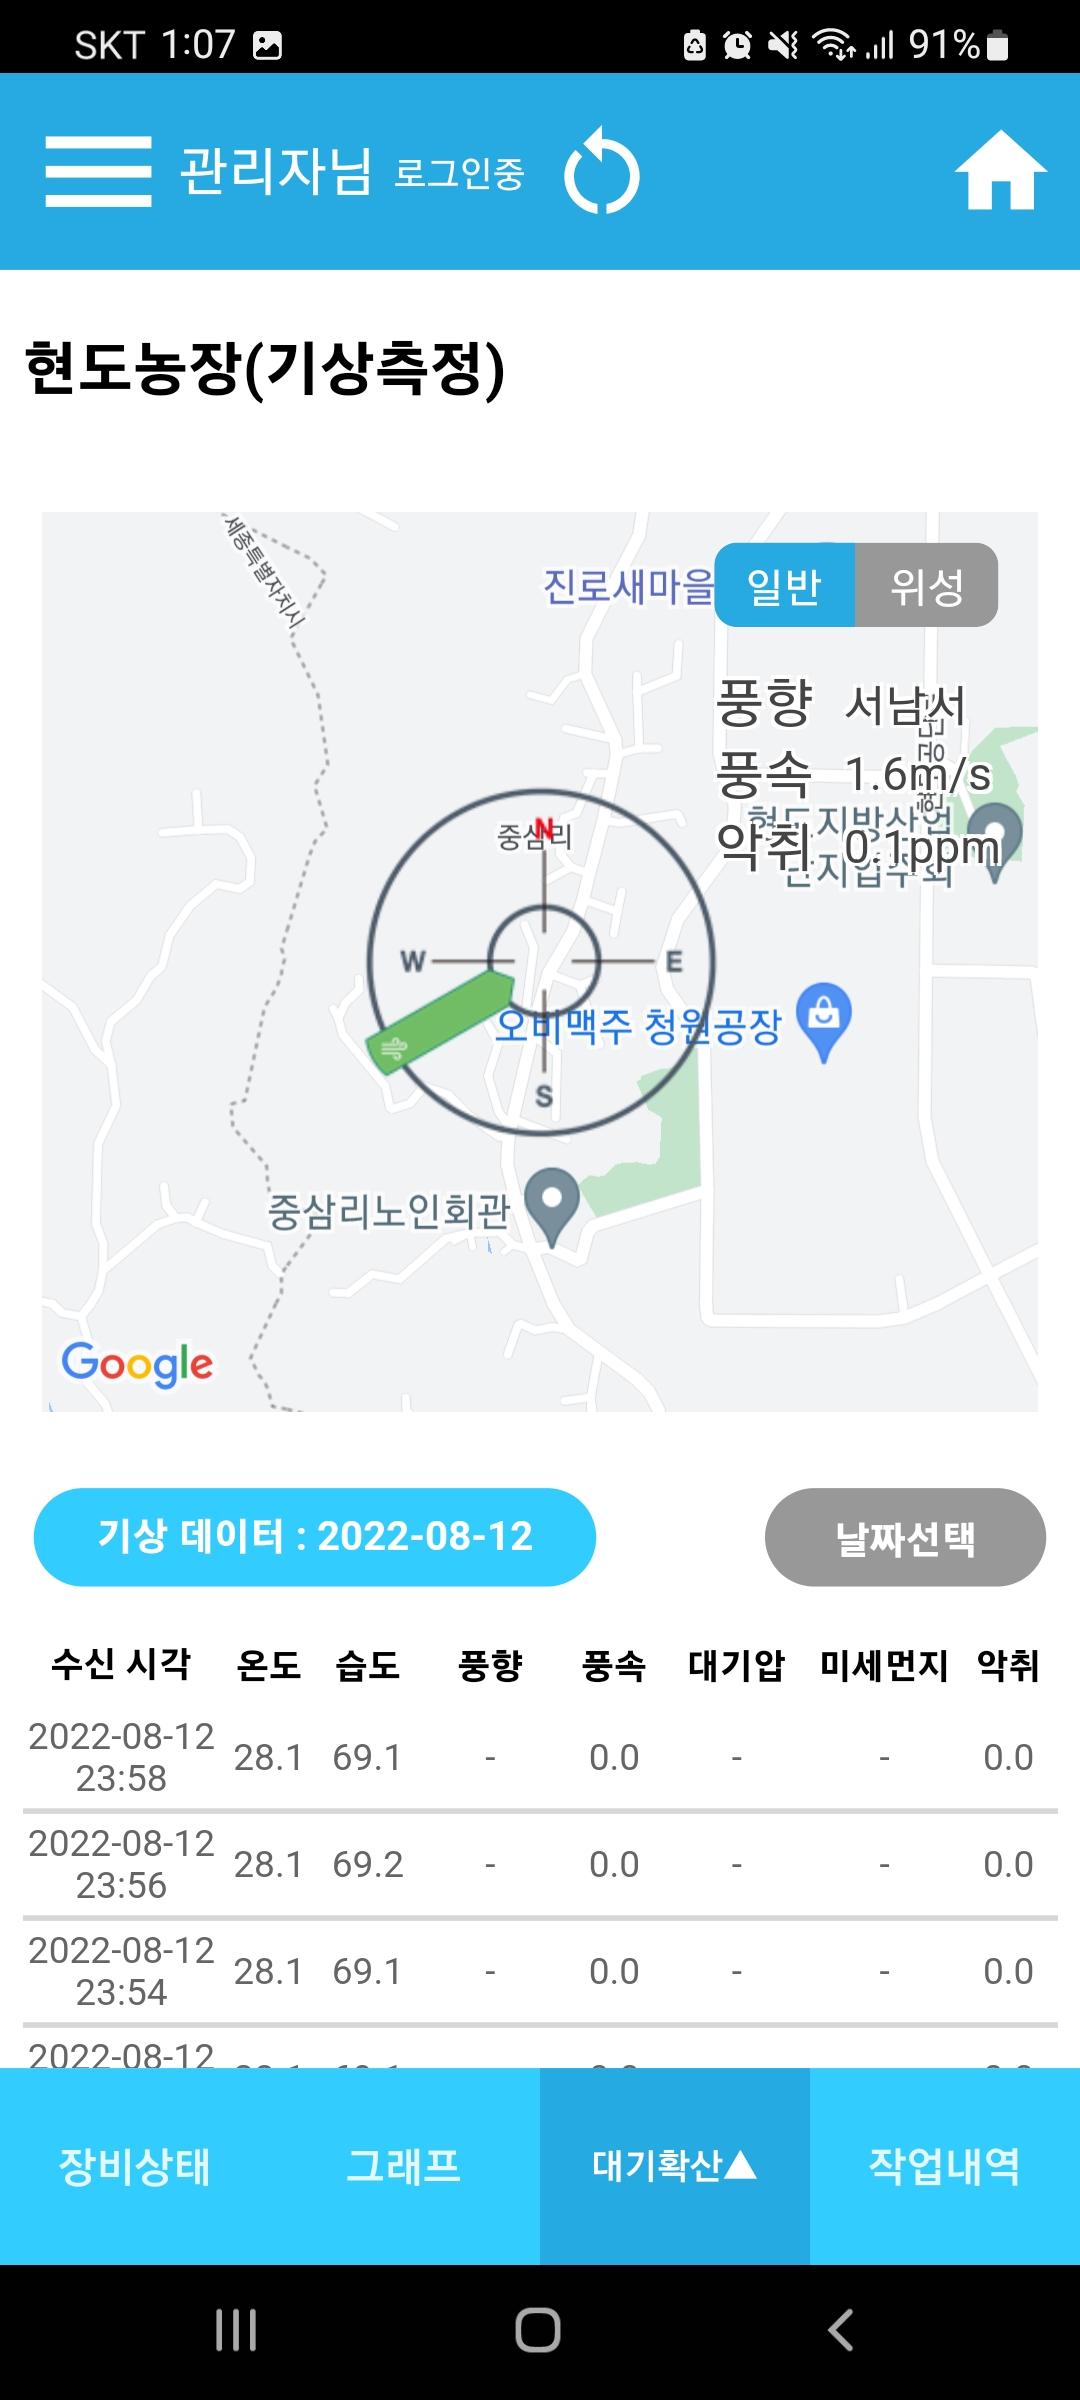 SKT 1:07 91%
관리자님 로그인중
현도농장(기상측정)
세종특별자치시
진로새마을
일반 위성
풍향 서남서
풍속 1.6m/s
현도지방산업
악취 0.1ppm
단지입주회
중삼리
N
W E
오비맥주 청원공장
S
중삼리노인회관
Google
기상 데이터 : 2022-08-12 날짜선택
수신 시각 온도 습도 풍향 풍속 대기압 미세먼지 악취
2022-08-12
23:58 28.1 69.1 - 0.0 - - 0.0
2022-08-12
23:56 28.1 69.2 - 0.0 - - 0.0
2022-08-12
23:54 28.1 69.1 - 0.0 - - 0.0
2022-08-12
장비상태 그래프 대기확산▲ 작업내역